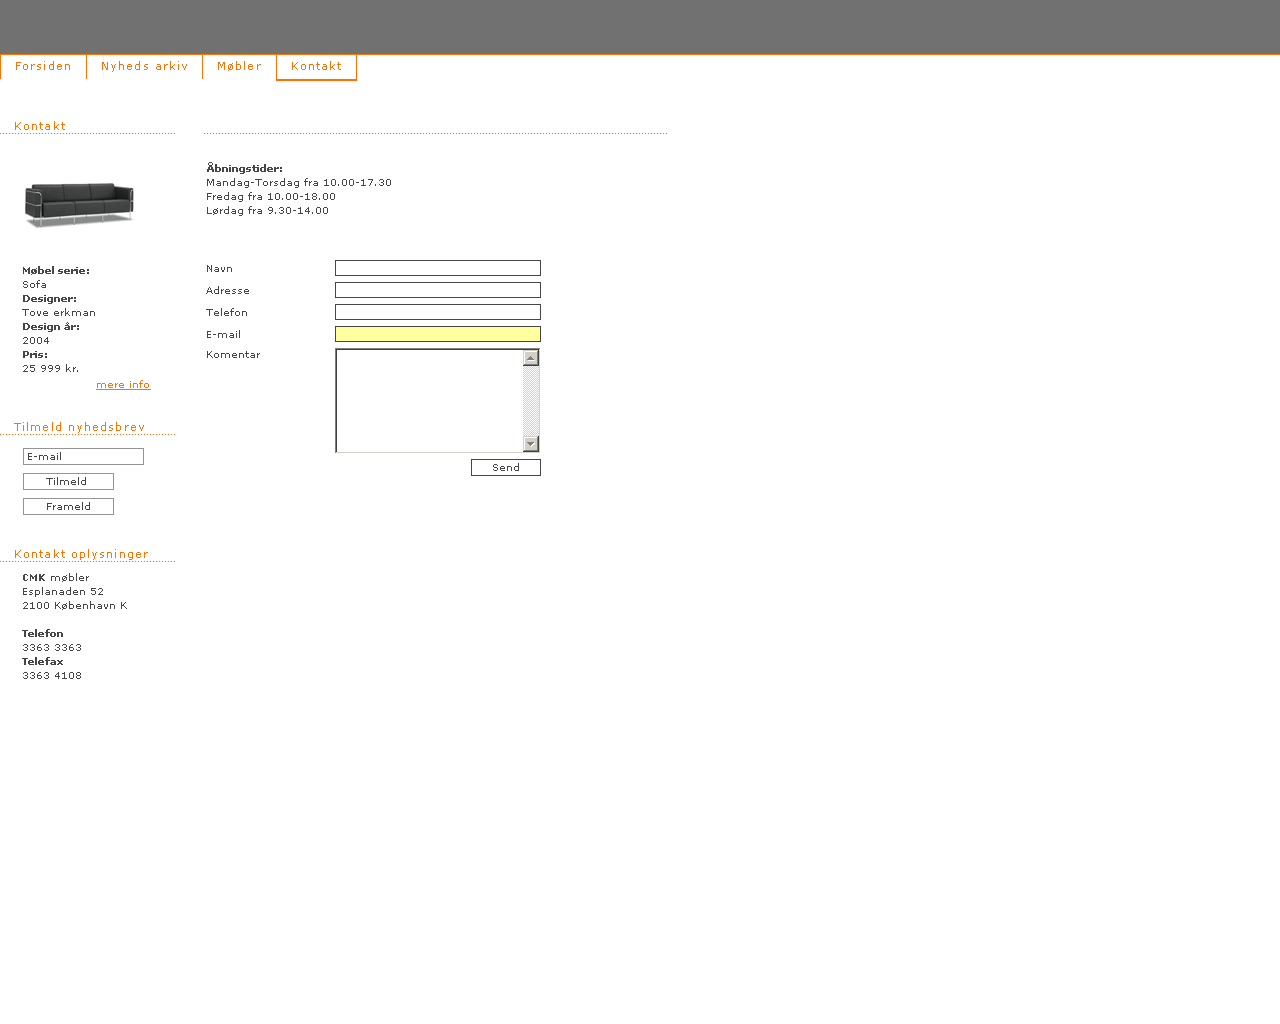 Forsiden
Nyheds arkiv
Møbler
Kontakt
Kontakt
Møbel serie:
Sofa
Designer:
Tove erkman
Design år:
2004
Pris:
25 999 kr.
mere info
Tilmeld nyhedsbrev
E-mail
Tilmeld
Frameld
Kontakt oplysninger
CMK møbler
Esplanaden 52
2100 København K
Telefon
3363 3363
Telefax
3363 4108
Åbningstider:
Mandag-Torsdag fra 10.00-17.30
Fredag fra 10.00-18.00
Lørdag fra 9.30-14.00
Navn
Adresse
Telefon
E-mail
Komentar
Send